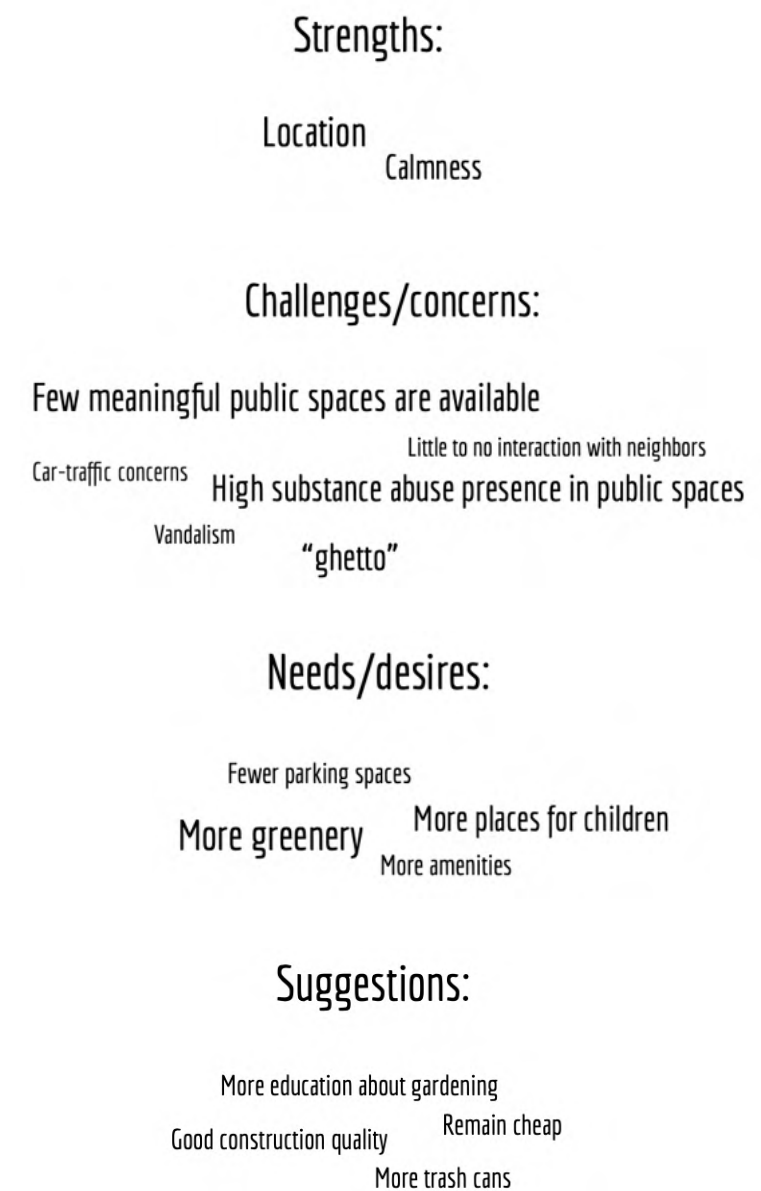 Strengths:
Location
Calmness
Challenges/concerns:
Few meaningful public spaces are available
Little to no interaction with neighbors
Car-traffic concerns
High substance abuse presence in public spaces
Vandalism
“ghetto”
Needs/desires:
Fewer parking spaces
More places for children
More greenery
More amenities
Suggestions:
More education about gardening
Remain cheap
Good construction quality
More trash cans